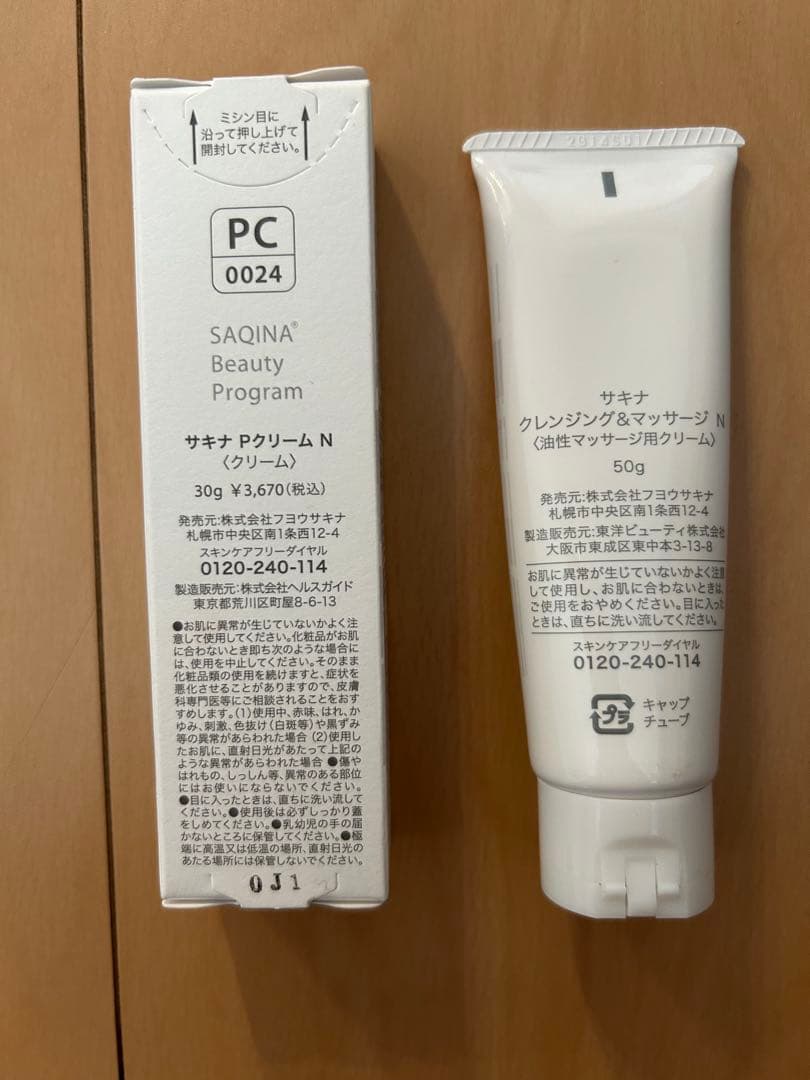 ミシン目に
沿って押し上げて
開封してください。
PC
0024
SAQINA®
Beauty
Program
サキナ Pクリーム N
〈クリーム〉
30g ¥3,670(税込)
発売元:株式会社フヨウサキナ
札幌市中央区南1条西12-4
スキンケアフリーダイヤル
0120-240-114
製造販売元:株式会社ヘルスガイド
東京都荒川区町屋8-6-13
●お肌に異常が生じていないかよく注
意して使用してください。化粧品がお肌
に合わないとき即ち次のような場合に
は、使用を中止してください。そのまま
化粧品類の使用を続けますと、症状を
悪化させることがありますので、皮膚
科専門医等にご相談されることをおす
すめします。(1)使用中、赤味、はれ、か
ゆみ、刺激、色抜け(白斑等)や黒ずみ
等の異常があらわれた場合 (2)使用し
たお肌に、直射日光があたって上記の
ような異常があらわれた場合 ●傷や
はれもの、しっしん等、異常のある部位
にはお使いにならないでください。
●目に入ったときは、直ちに洗い流して
ください。●使用後は必ずしっかり蓋
をしめてください。●乳幼児の手の届
かないところに保管してください。●極
端に高温又は低温の場所、直射日光の
あたる場所には保管しないでください。
0J1
サキナ
クレンジング&マッサージ N
〈油性マッサージ用クリーム〉
50g
発売元:株式会社フヨウサキナ
札幌市中央区南1条西12-4
製造販売元:東洋ビューティ株式会社
大阪市東成区東中本3-13-8
お肌に異常が生じていないかよく注意
して使用し、お肌に合わないときは、
ご使用をおやめください。目に入った
ときは、直ちに洗い流してください。
スキンケアフリーダイヤル
0120-240-114
プラ
キャップ
チューブ